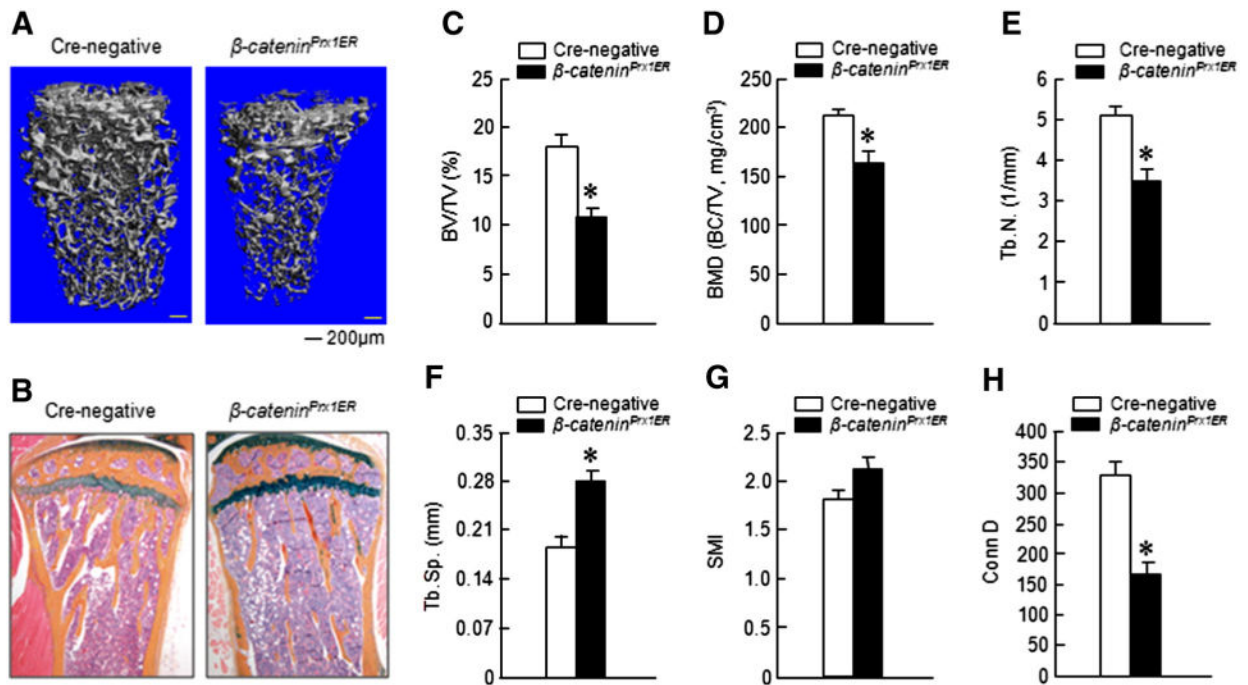 A
Cre-negative
β-catenin^Prx1ER
200µm
B
Cre-negative
β-catenin^Prx1ER
C
Cre-negative
β-catenin^Prx1ER
25
20
15
10
5
0
BV/TV (%)
*
D
Cre-negative
β-catenin^Prx1ER
250
200
150
100
50
0
BMD (BC/TV, mg/cm³)
*
E
Cre-negative
β-catenin^Prx1ER
6
5
4
3
2
1
0
Tb. N. (1/mm)
*
F
Cre-negative
β-catenin^Prx1ER
0.35
0.28
0.21
0.14
0.07
0
Tb. Sp. (mm)
*
G
Cre-negative
β-catenin^Prx1ER
2.5
2.0
1.5
1.0
0.5
0
SMI
H
Cre-negative
β-catenin^Prx1ER
400
350
300
250
200
150
100
50
0
Conn D
*